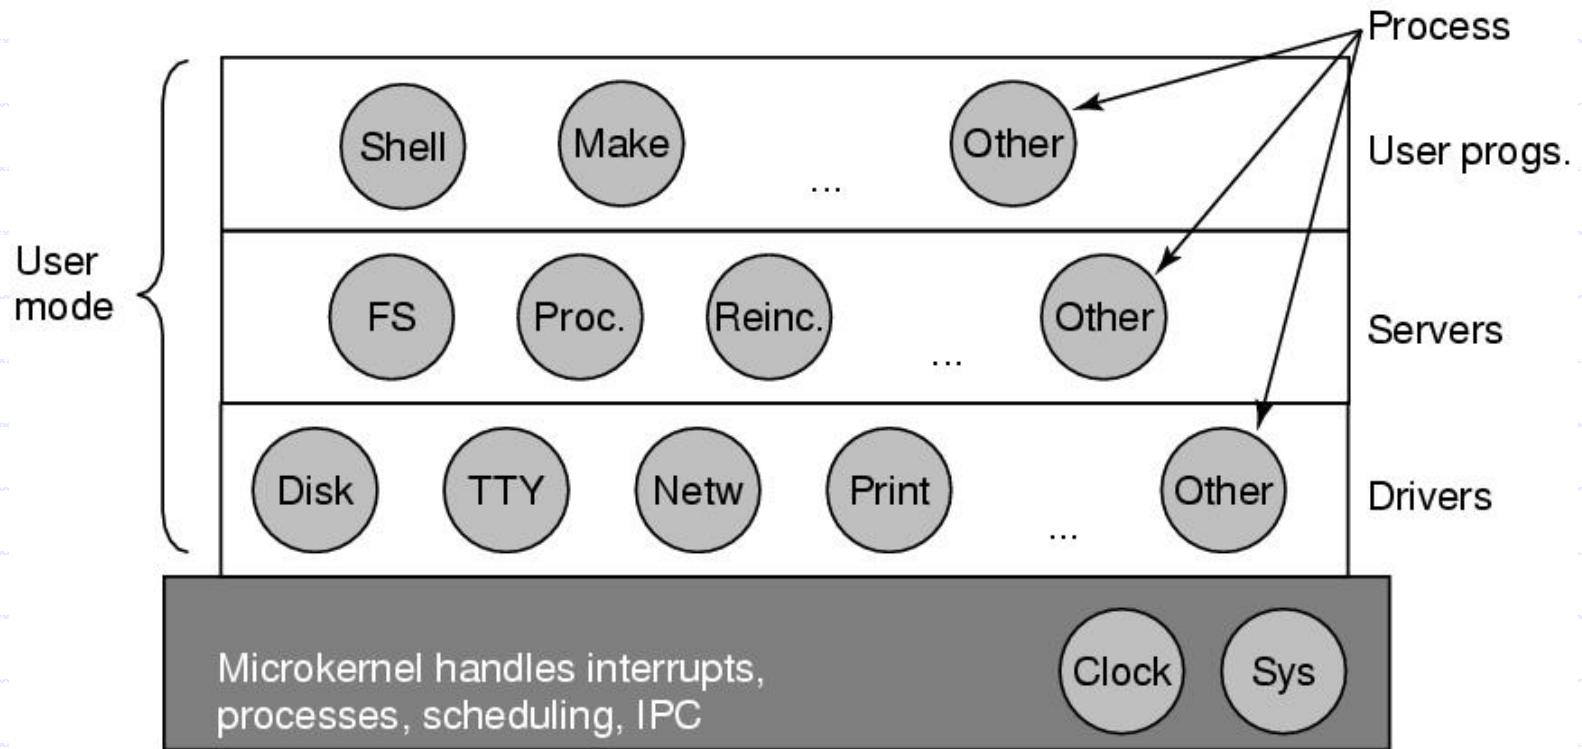 Process
Shell
Make
...
Other
User progs.
User
mode
FS
Proc.
Reinc.
...
Other
Servers
Disk
TTY
Netw
Print
...
Other
Drivers
Microkernel handles interrupts,
processes, scheduling, IPC
Clock
Sys